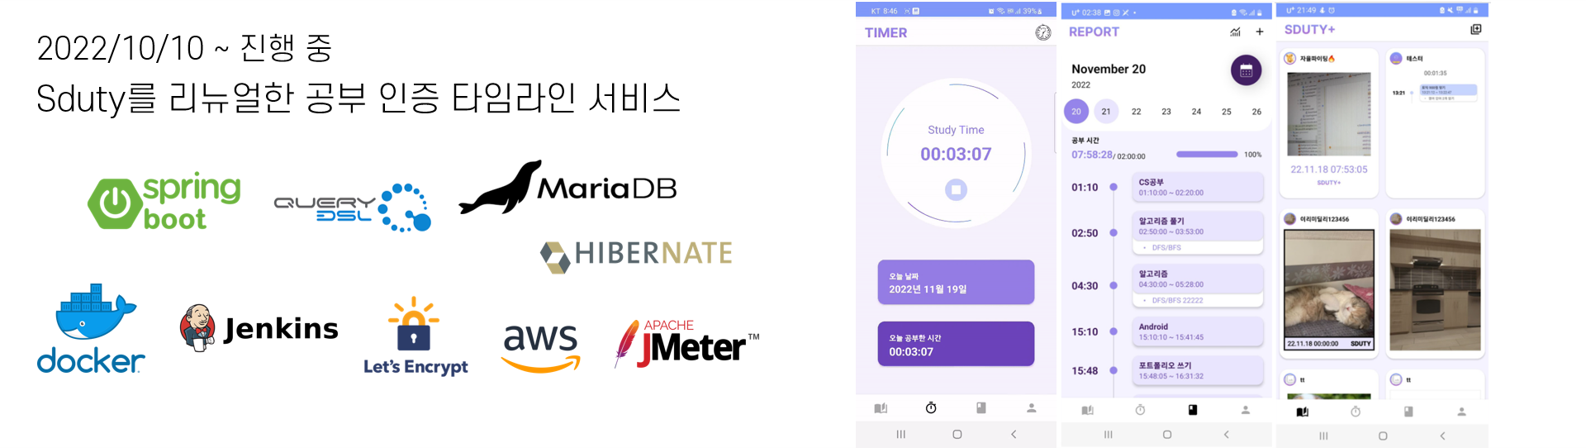 2022/10/10 ~ 진행 중
Sduty를 리뉴얼한 공부 인증 타임라인 서비스
spring boot
QUERY DSL
MariaDB
HIBERNATE
docker
Jenkins
Let's Encrypt
aws
APACHE JMeter™
KT 8:46
39%
TIMER
Study Time
00:03:07
오늘 날짜
2022년 11월 19일
오늘 공부한 시간
00:03:07
U+ 02:38
REPORT
+
November 20
2022
20 21 22 23 24 25 26
공부 시간
07:58:28/ 02:00:00 100%
01:10 CS공부
01:10:00 ~ 02:20:00
02:50 알고리즘 풀기
02:50:00 ~ 03:53:00
• DFS/BFS
04:30 알고리즘
04:30:00 ~ 05:28:00
• DFS/BFS 22222
15:10 Android
15:10:10 ~ 15:41:45
15:48 포트폴리오 쓰기
15:48:05 ~ 16:31:32
U+ 21:49
SDUTY+
자율파이팅🔥
22.11.18 07:53:05
SDUTY+
테스터
00:01:35
13:21
아리미일리123456
22.11.18 00:00:00 SDUTY
아리미일리123456
tt
tt